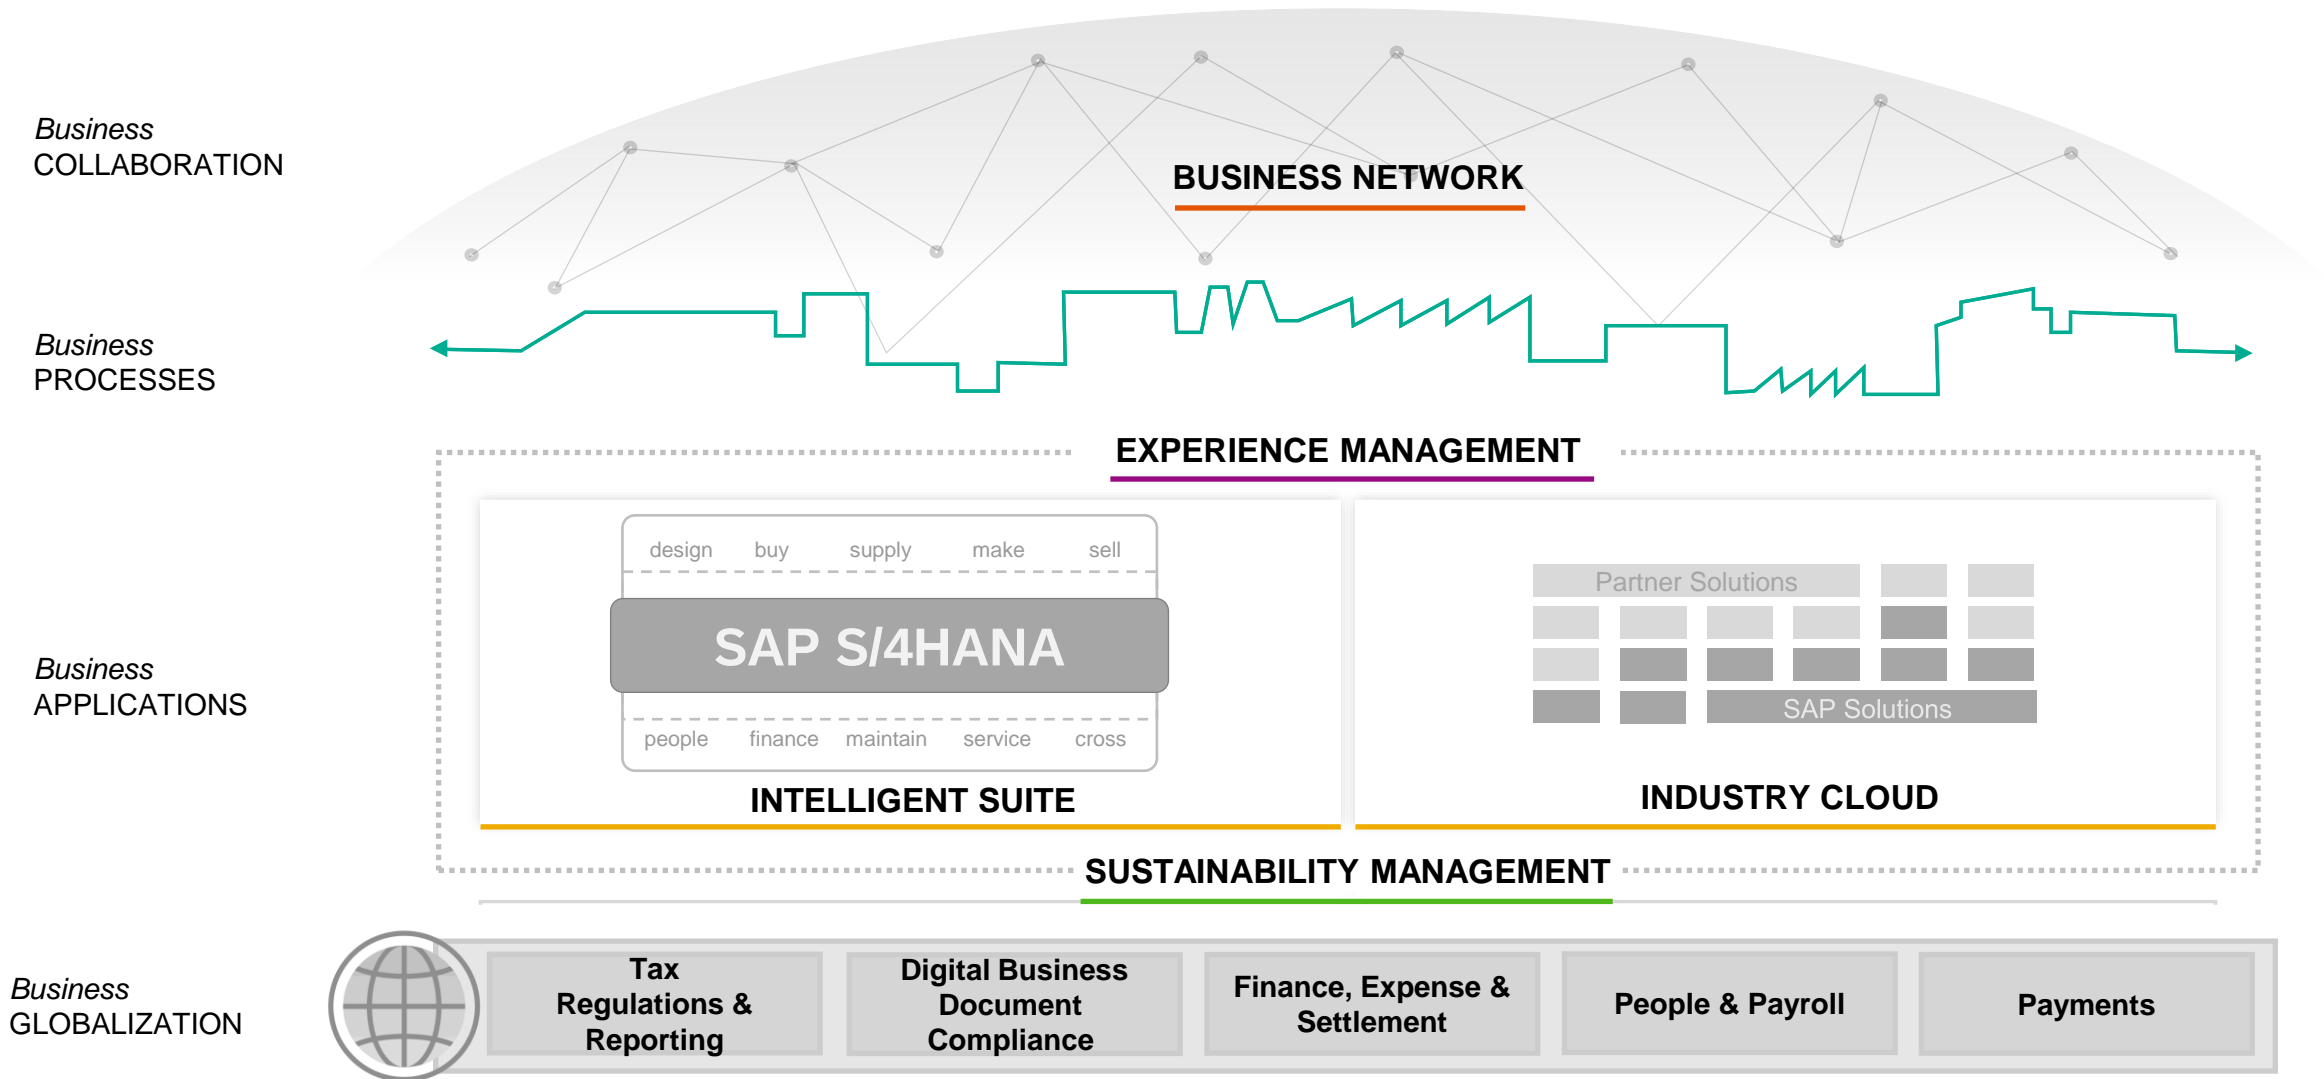 Business
COLLABORATION
BUSINESS NETWORK
Business
PROCESSES
EXPERIENCE MANAGEMENT
Business
APPLICATIONS
design buy supply make sell
SAP S/4HANA
people finance maintain service cross
INTELLIGENT SUITE
Partner Solutions
SAP Solutions
INDUSTRY CLOUD
SUSTAINABILITY MANAGEMENT
Business
GLOBALIZATION
Tax
Regulations &
Reporting
Digital Business
Document
Compliance
Finance, Expense &
Settlement
People & Payroll
Payments